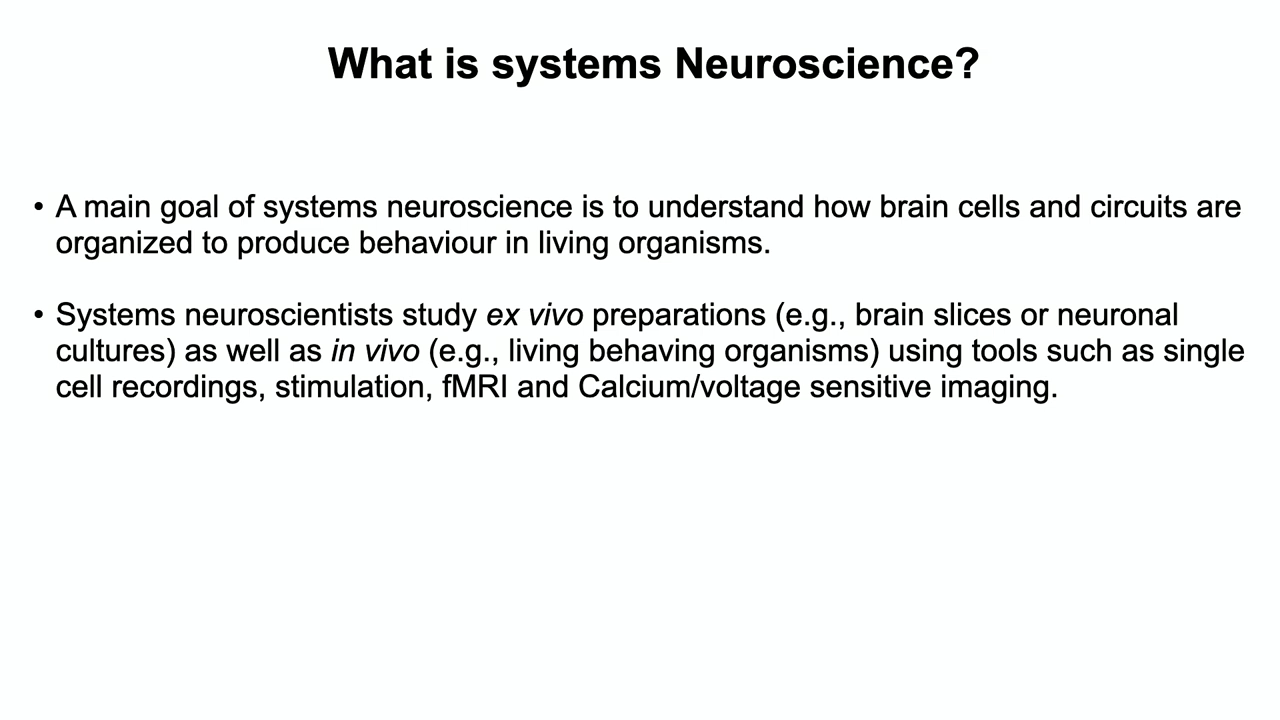 What is systems Neuroscience?
• A main goal of systems neuroscience is to understand how brain cells and circuits are
organized to produce behaviour in living organisms.
• Systems neuroscientists study ex vivo preparations (e.g., brain slices or neuronal
cultures) as well as in vivo (e.g., living behaving organisms) using tools such as single
cell recordings, stimulation, fMRI and Calcium/voltage sensitive imaging.